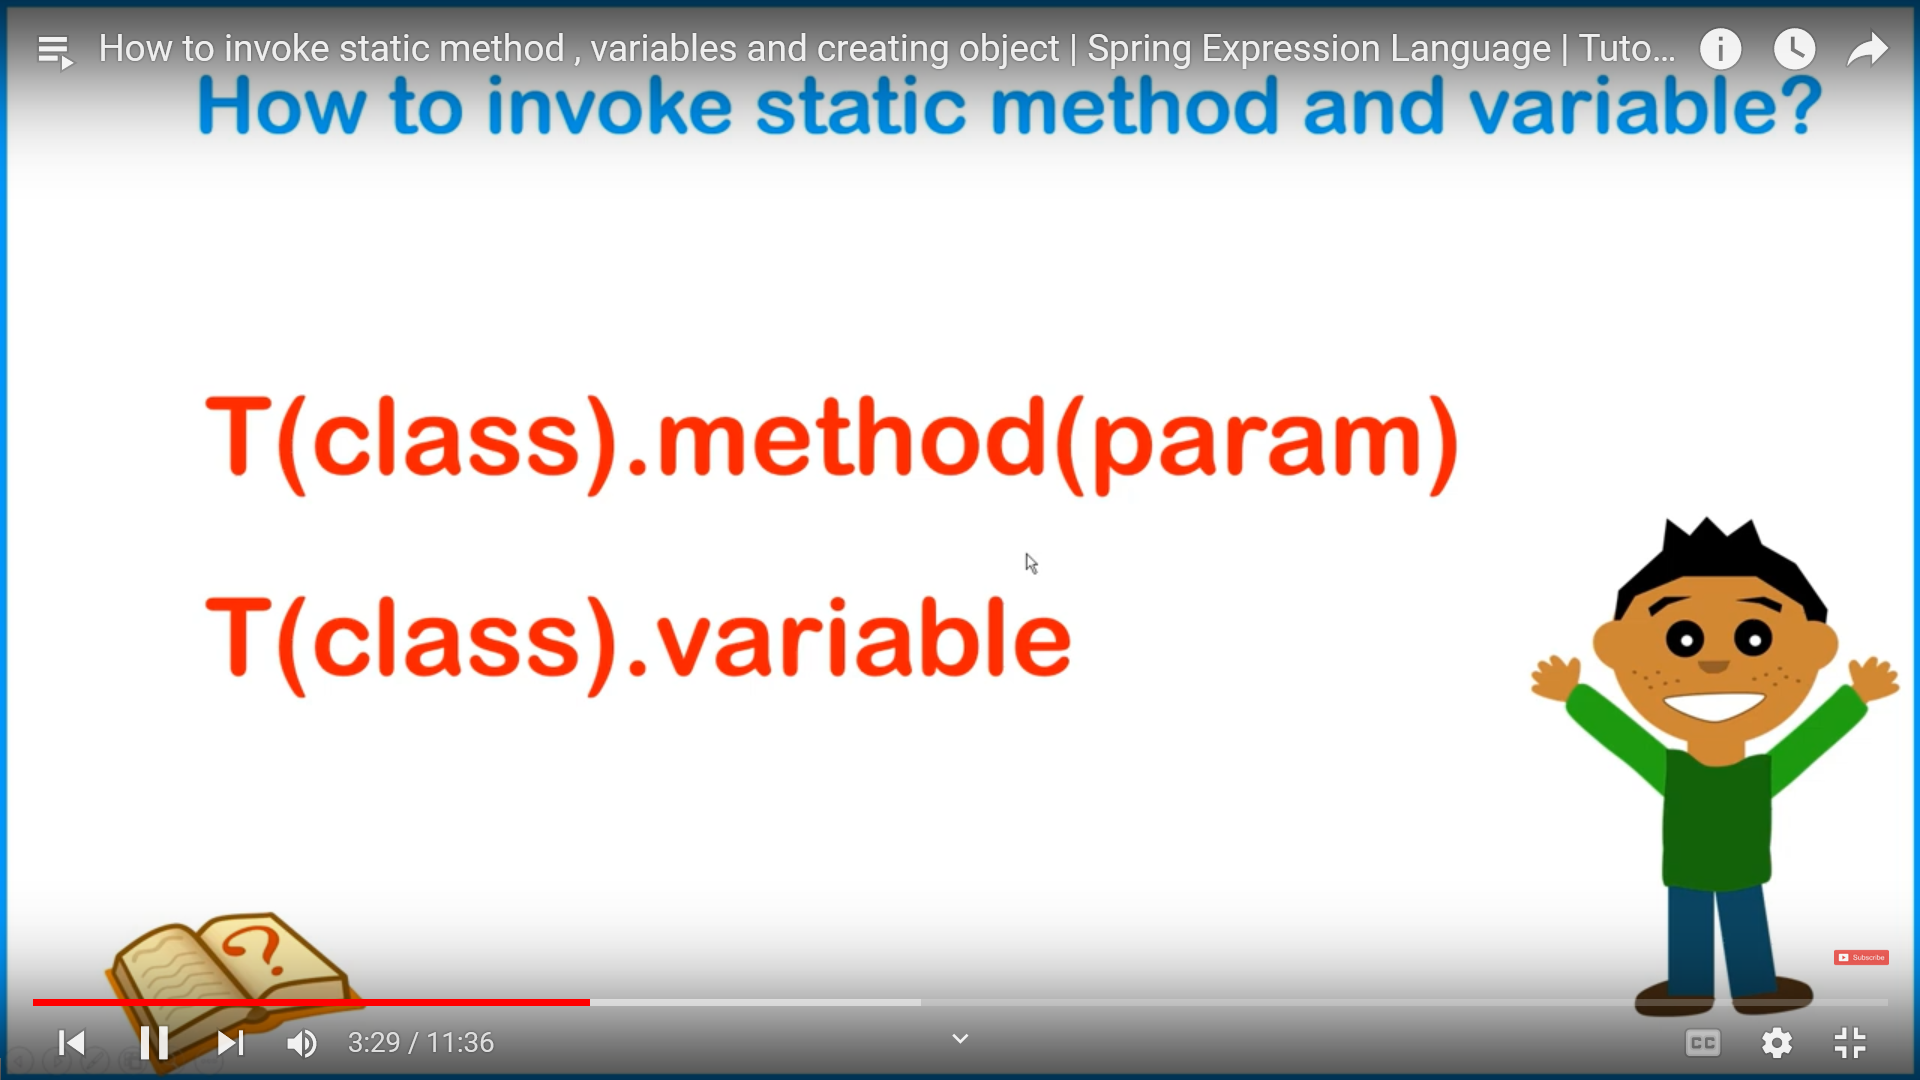 How to invoke static method , variables and creating object | Spring Expression Language | Tuto...
How to invoke static method and variable?
T(class).method(param)
T(class).variable
?
Subscribe
3:29 / 11:36
CC